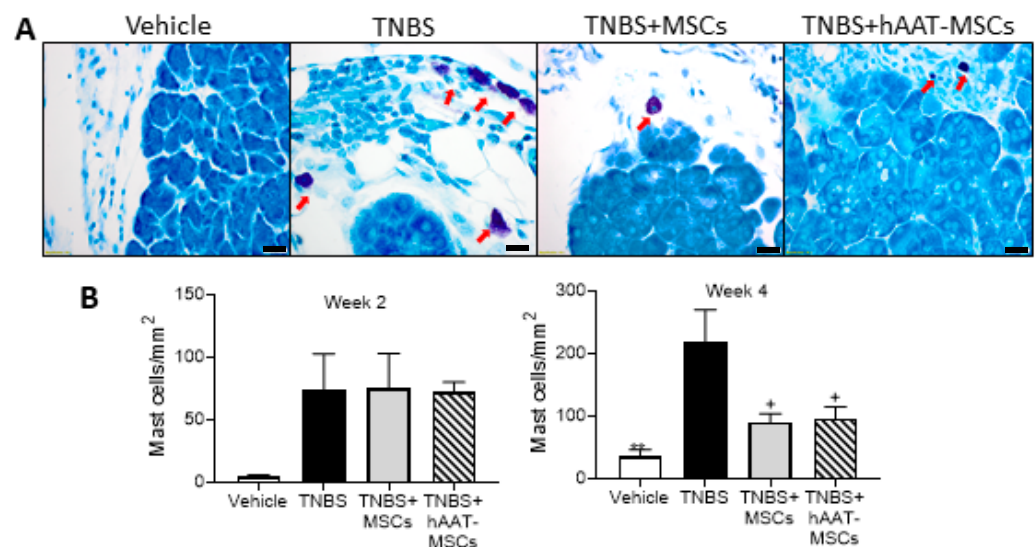 A
Vehicle
TNBS
TNBS+MSCs
TNBS+hAAT-MSCs
B
Week 2
Mast cells/mm²
150
100
50
0
Vehicle
TNBS
TNBS+
MSCs
TNBS+
hAAT-
MSCs
Week 4
Mast cells/mm²
300
200
100
0
**
+
+
Vehicle
TNBS
TNBS+
MSCs
TNBS+
hAAT-
MSCs